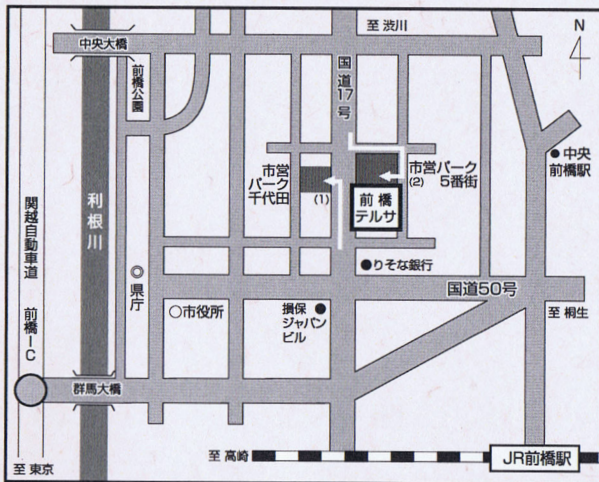 至 渋川
N
中央大橋
前橋公園
国道17号
中央
前橋駅
市営
パーク
千代田
(1)
市営パーク
(2) 5番街
前橋
テルサ
関越自動車道 前橋IC
利根川
◎県庁
○市役所
損保
ジャパン
ビル
りそな銀行
国道50号
至 桐生
群馬大橋
至 東京
至 高崎
JR前橋駅